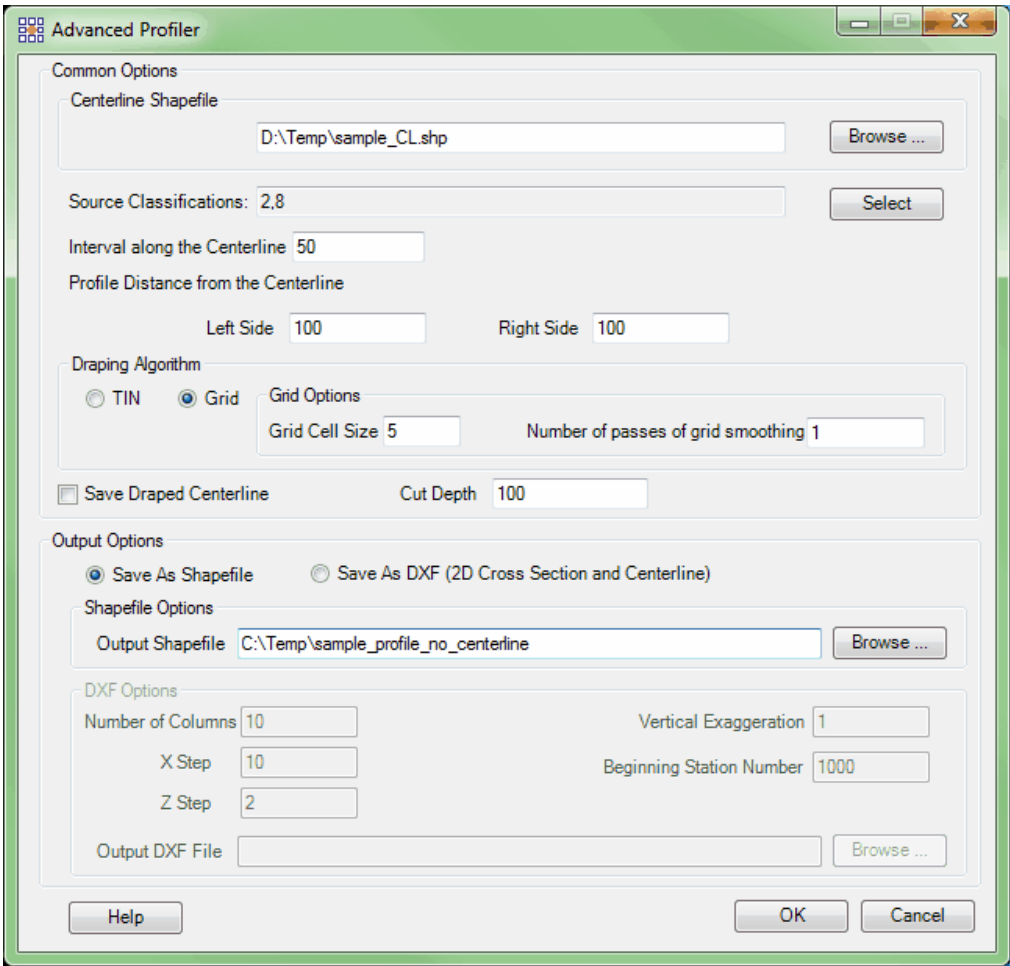 Advanced Profiler
Common Options
Centerline Shapefile
D:\Temp\sample_CL.shp Browse ...
Source Classifications: 2,8 Select
Interval along the Centerline 50
Profile Distance from the Centerline
Left Side 100 Right Side 100
Draping Algorithm
TIN Grid Grid Options
Grid Cell Size 5 Number of passes of grid smoothing 1
Save Draped Centerline Cut Depth 100
Output Options
Save As Shapefile Save As DXF (2D Cross Section and Centerline)
Shapefile Options
Output Shapefile C:\Temp\sample_profile_no_centerline Browse ...
DXF Options
Number of Columns 10 Vertical Exaggeration 1
X Step 10 Beginning Station Number 1000
Z Step 2
Output DXF File Browse ...
Help OK Cancel